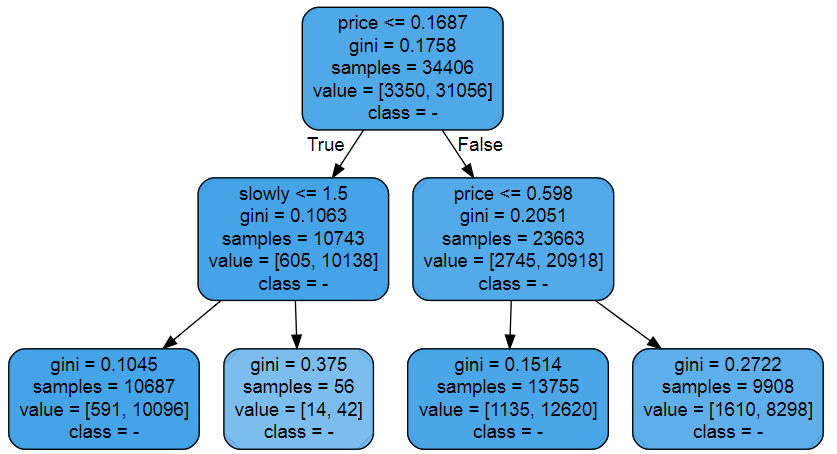 price <= 0.1687
gini = 0.1758
samples = 34406
value = [3350, 31056]
class = -
True
False
slowly <= 1.5
gini = 0.1063
samples = 10743
value = [605, 10138]
class = -
price <= 0.598
gini = 0.2051
samples = 23663
value = [2745, 20918]
class = -
gini = 0.1045
samples = 10687
value = [591, 10096]
class = -
gini = 0.375
samples = 56
value = [14, 42]
class = -
gini = 0.1514
samples = 13755
value = [1135, 12620]
class = -
gini = 0.2722
samples = 9908
value = [1610, 8298]
class = -